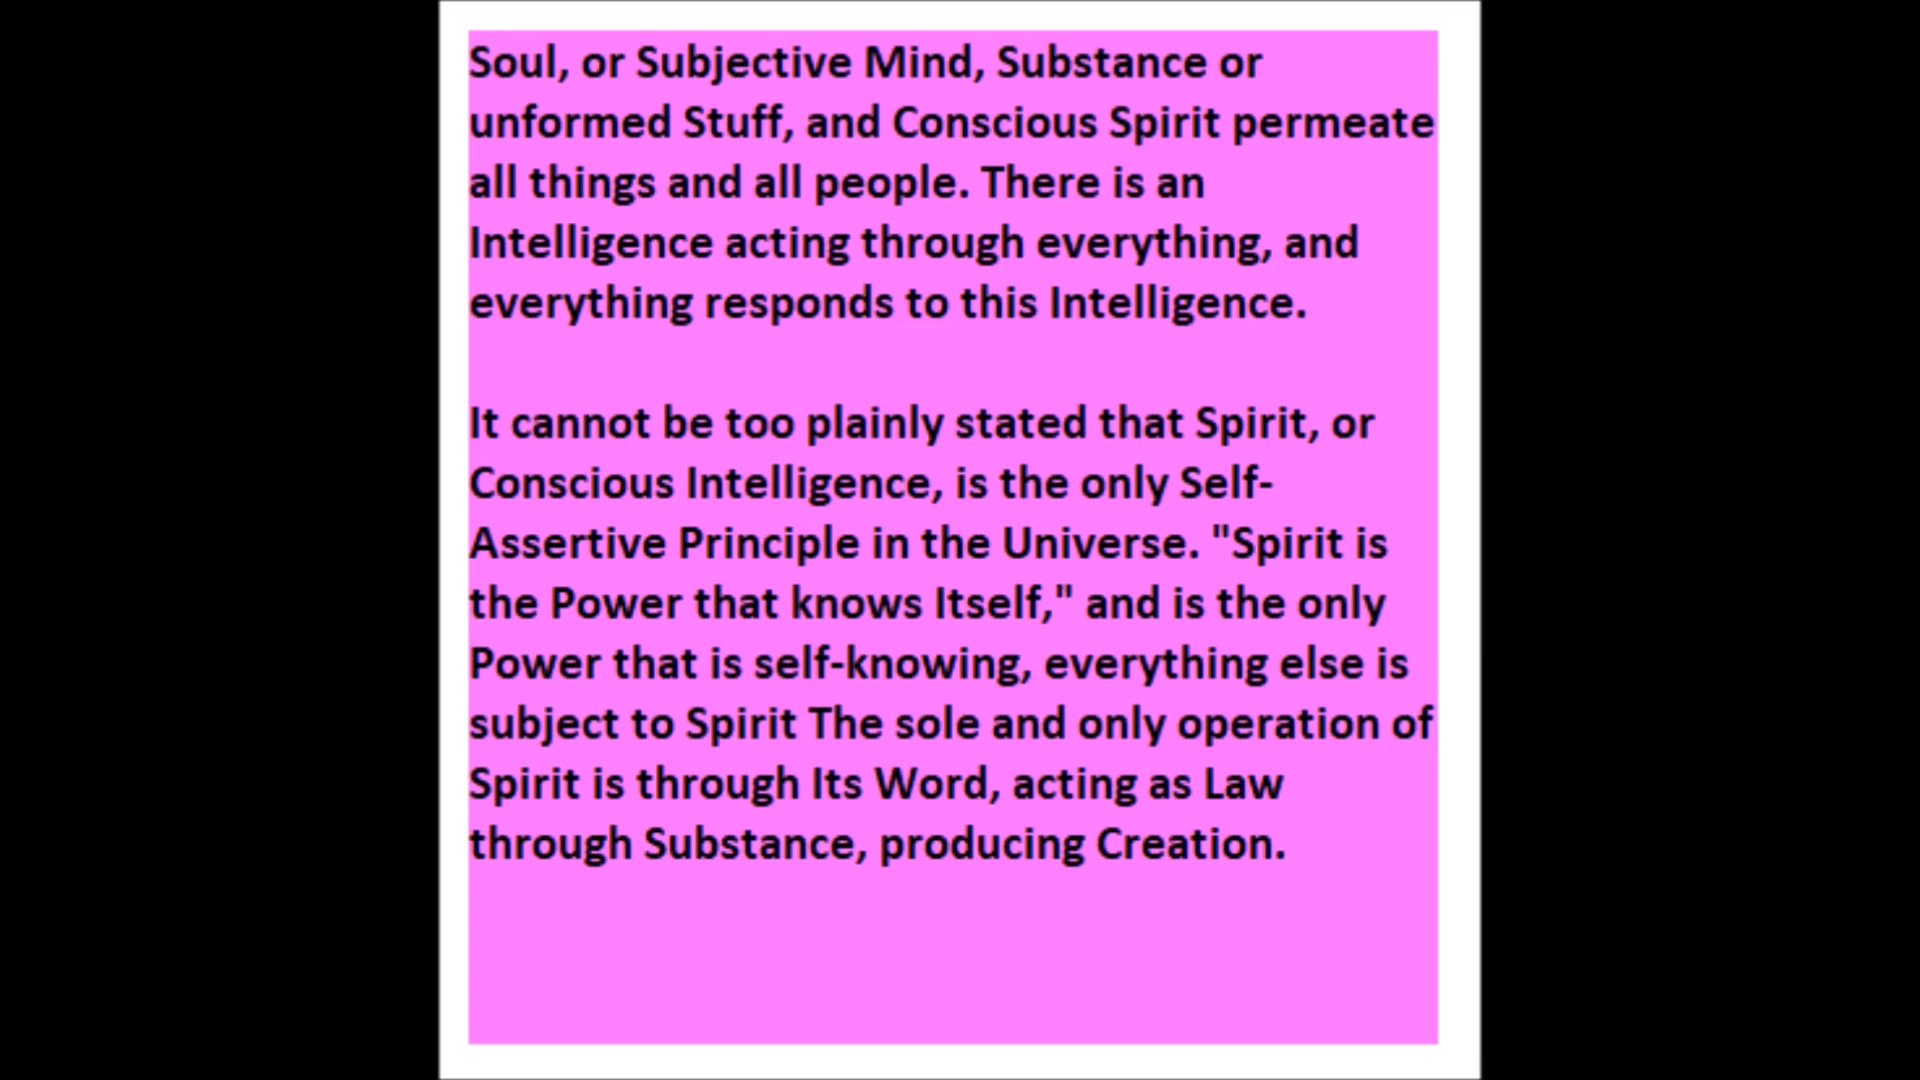 Soul, or Subjective Mind, Substance or
unformed Stuff, and Conscious Spirit permeate
all things and all people. There is an
Intelligence acting through everything, and
everything responds to this Intelligence.
It cannot be too plainly stated that Spirit, or
Conscious Intelligence, is the only Self-
Assertive Principle in the Universe. "Spirit is
the Power that knows Itself," and is the only
Power that is self-knowing, everything else is
subject to Spirit The sole and only operation of
Spirit is through Its Word, acting as Law
through Substance, producing Creation.